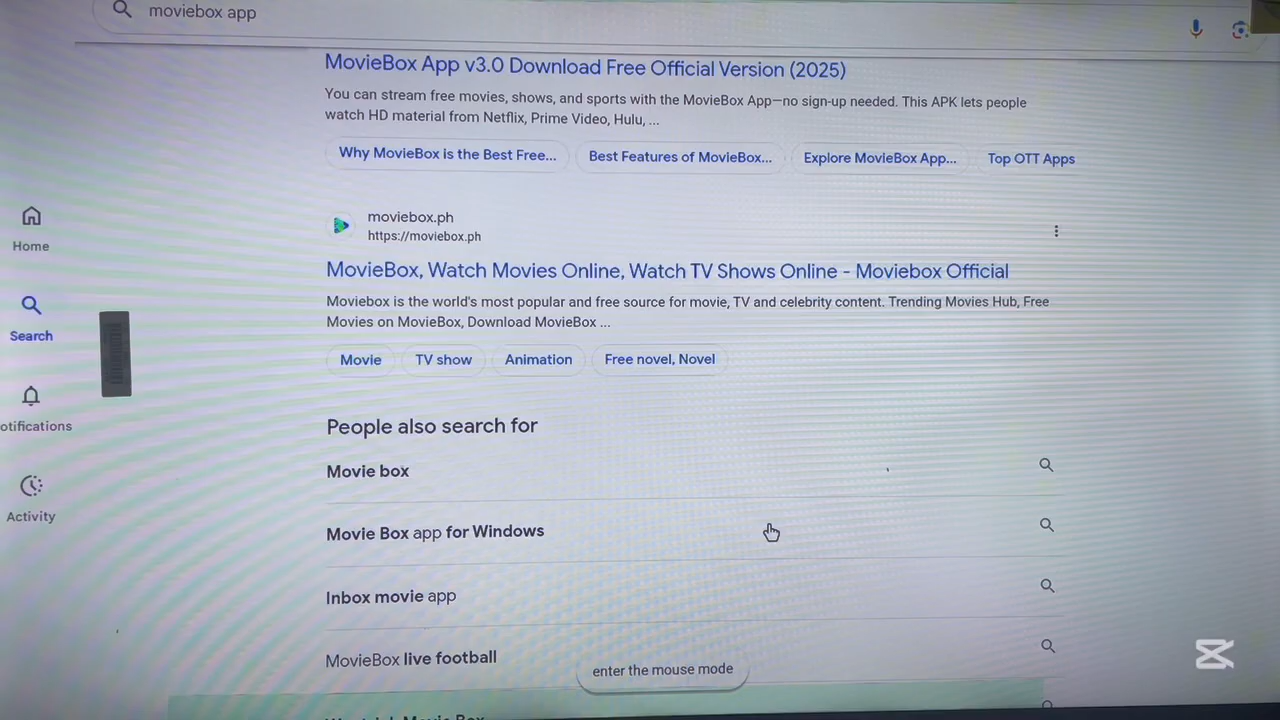 moviebox app
MovieBox App v3.0 Download Free Official Version (2025)
You can stream free movies, shows, and sports with the MovieBox App—no sign-up needed. This APK lets people
watch HD material from Netflix, Prime Video, Hulu, ...
Why MovieBox is the Best Free... Best Features of MovieBox... Explore MovieBox App... Top OTT Apps
moviebox.ph
https://moviebox.ph
MovieBox, Watch Movies Online, Watch TV Shows Online - Moviebox Official
Moviebox is the world's most popular and free source for movie, TV and celebrity content. Trending Movies Hub, Free
Movies on MovieBox, Download MovieBox ...
Movie TV show Animation Free novel, Novel
People also search for
Movie box
Movie Box app for Windows
Inbox movie app
MovieBox live football
Home
Search
otifications
Activity
enter the mouse mode